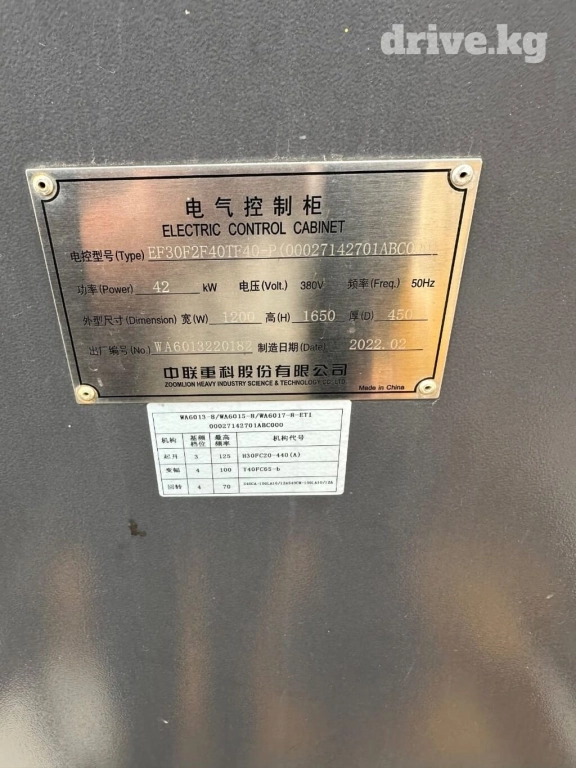 drive.kg
电气控制柜
ELECTRIC CONTROL CABINET
电控型号(Type) EF30F2F40TF40-P(00027142701ABC0
功率(Power) 42 kW 电压(Volt.) 380V 频率(Freq.) 50Hz
外型尺寸(Dimension) 宽(W) 1200 高(H) 1650 厚(D) 450
出厂编号(No.) WA6013220182 制造日期(Date) 2022.02
中联重科股份有限公司
ZOOMLION HEAVY INDUSTRY SCIENCE & TECHNOLOGY CO.,LTD.
Made in China
WA6013-8/WA6015-8/WA6017-8-ET1
00027142701ABC000
机构 基频档位 最高频率 机构代号
起升 3 125 H30FC20-440(A)
变幅 4 100 T40FC65-b
回转 4 70